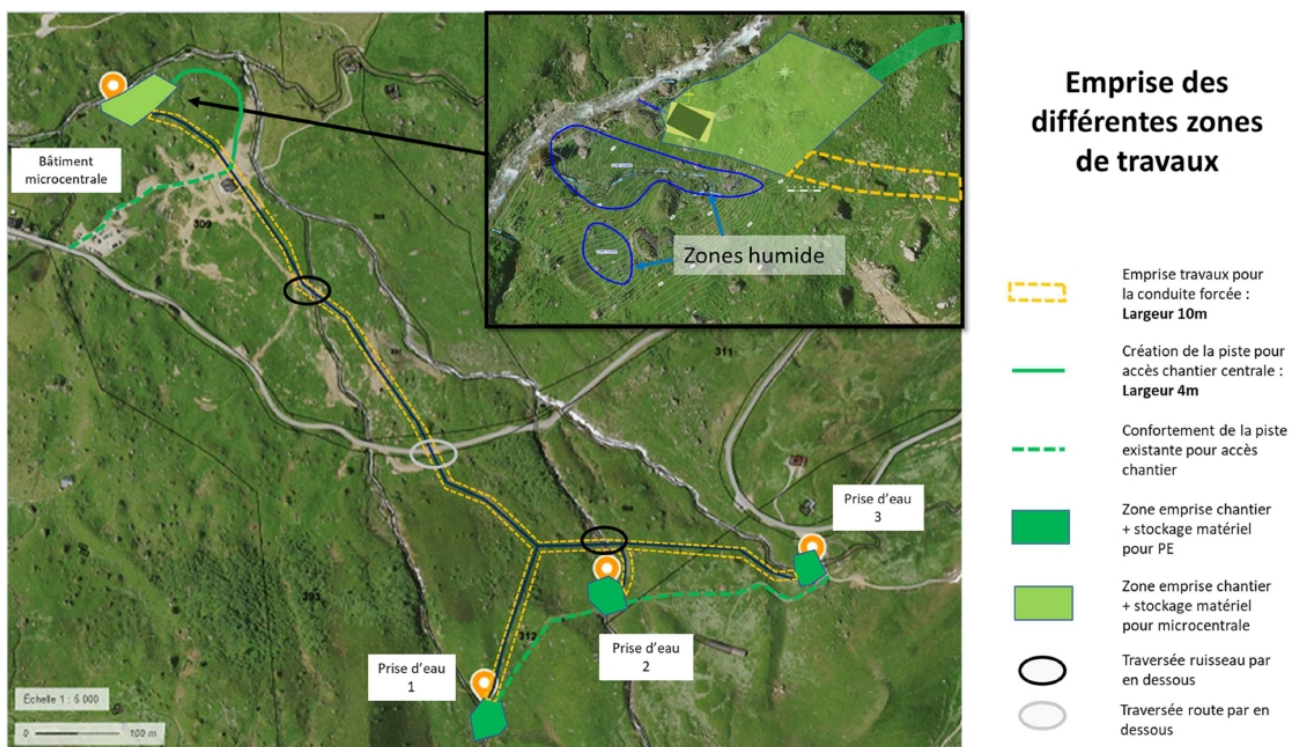 Emprise des
différentes zones
de travaux
Bâtiment
microcentrale
309
Zones humide
311
Prise d'eau
3
393
312
Prise d'eau
2
Prise d'eau
1
Échelle 1 : 5 000
0
100 m
Emprise travaux pour
la conduite forcée :
Largeur 10m
Création de la piste pour
accès chantier centrale :
Largeur 4m
Confortement de la piste
existante pour accès
chantier
Zone emprise chantier
+ stockage matériel
pour PE
Zone emprise chantier
+ stockage matériel
pour microcentrale
Traversée ruisseau par
en dessous
Traversée route par en
dessous